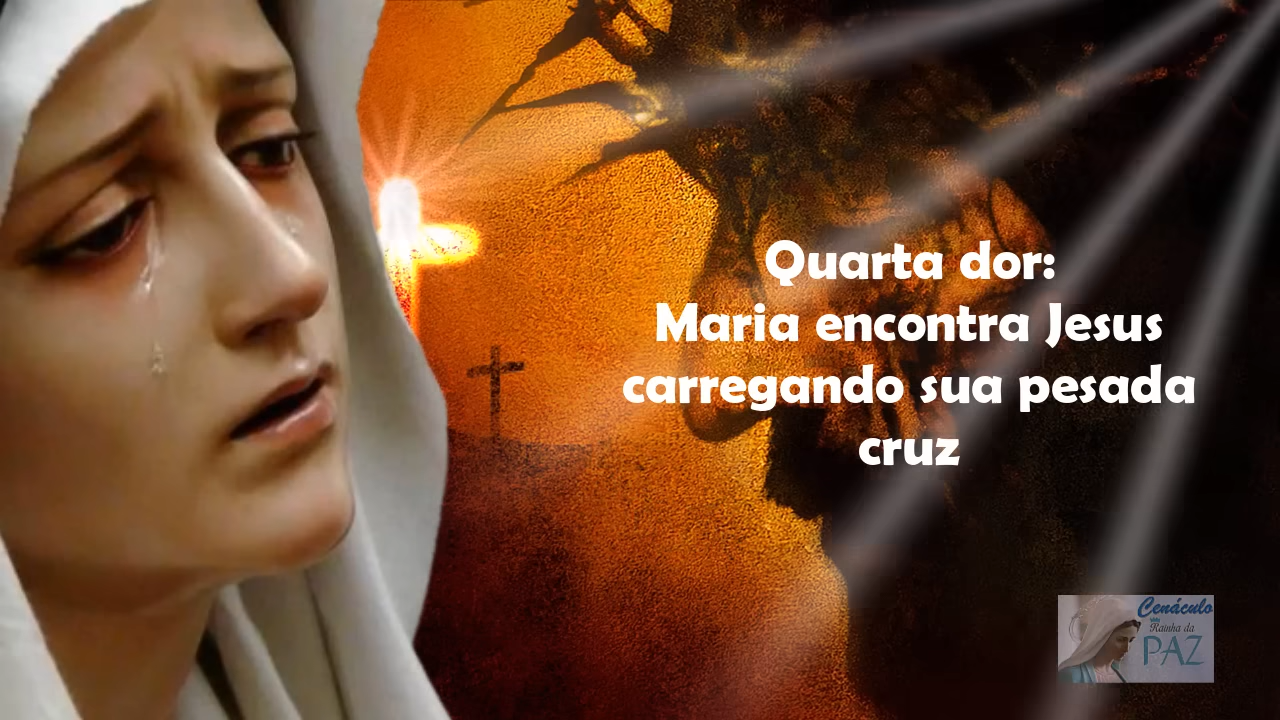 Quarta dor:
Maria encontra Jesus
carregando sua pesada
cruz
Cenáculo
Rainha da
PAZ